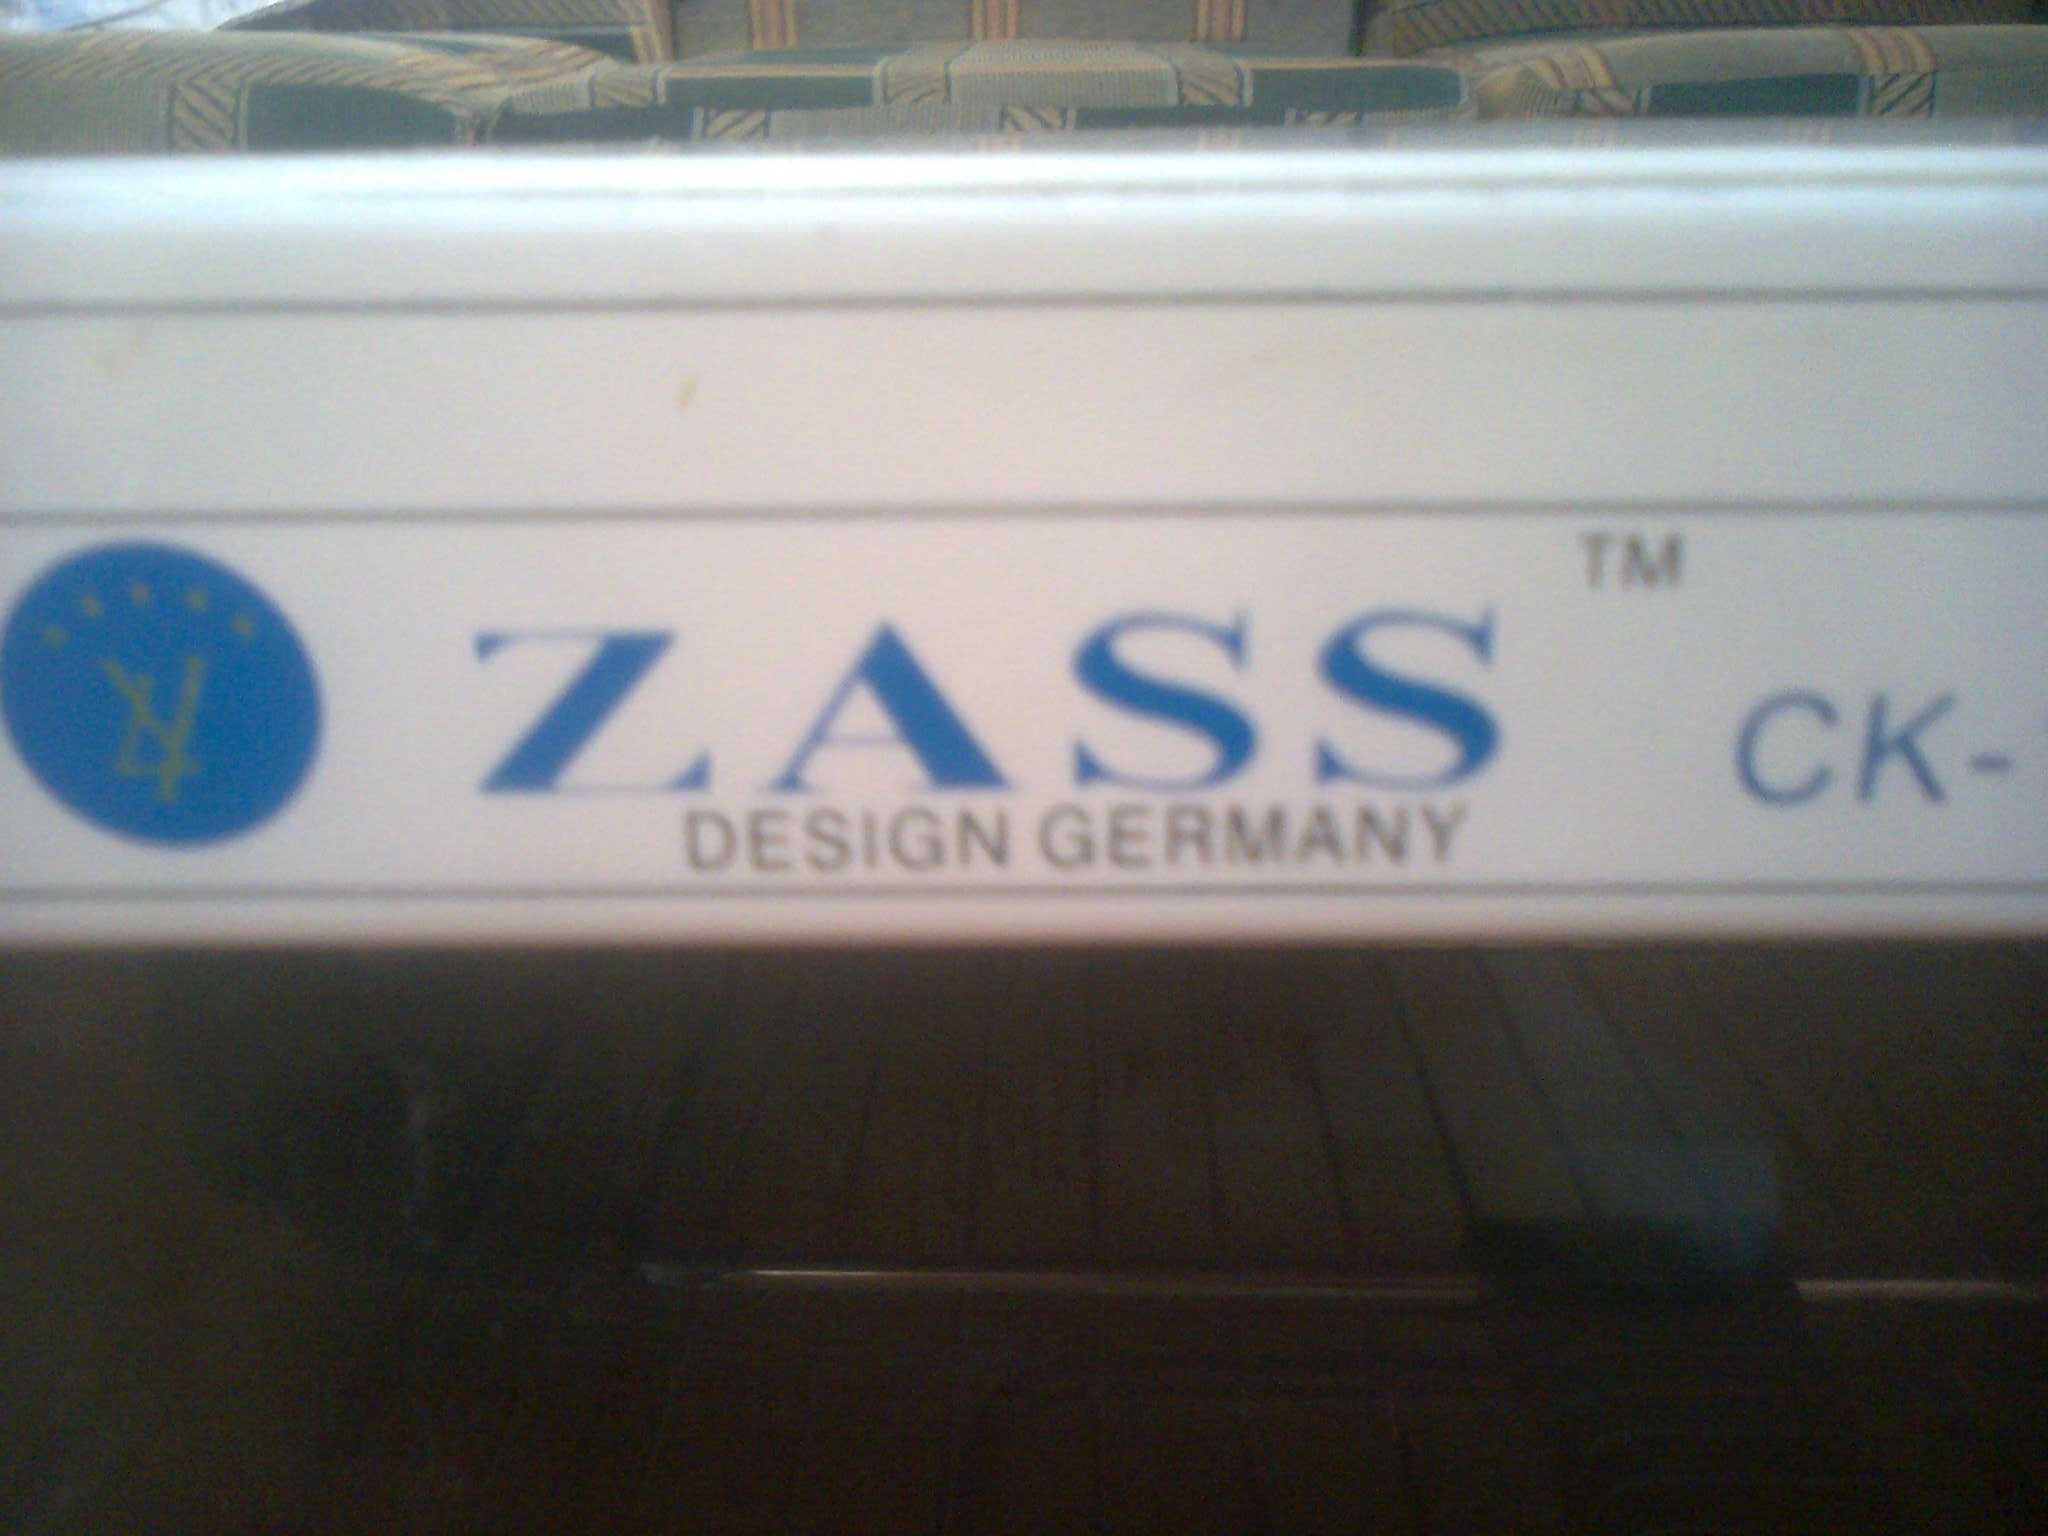 ZASS TM CK-
DESIGN GERMANY